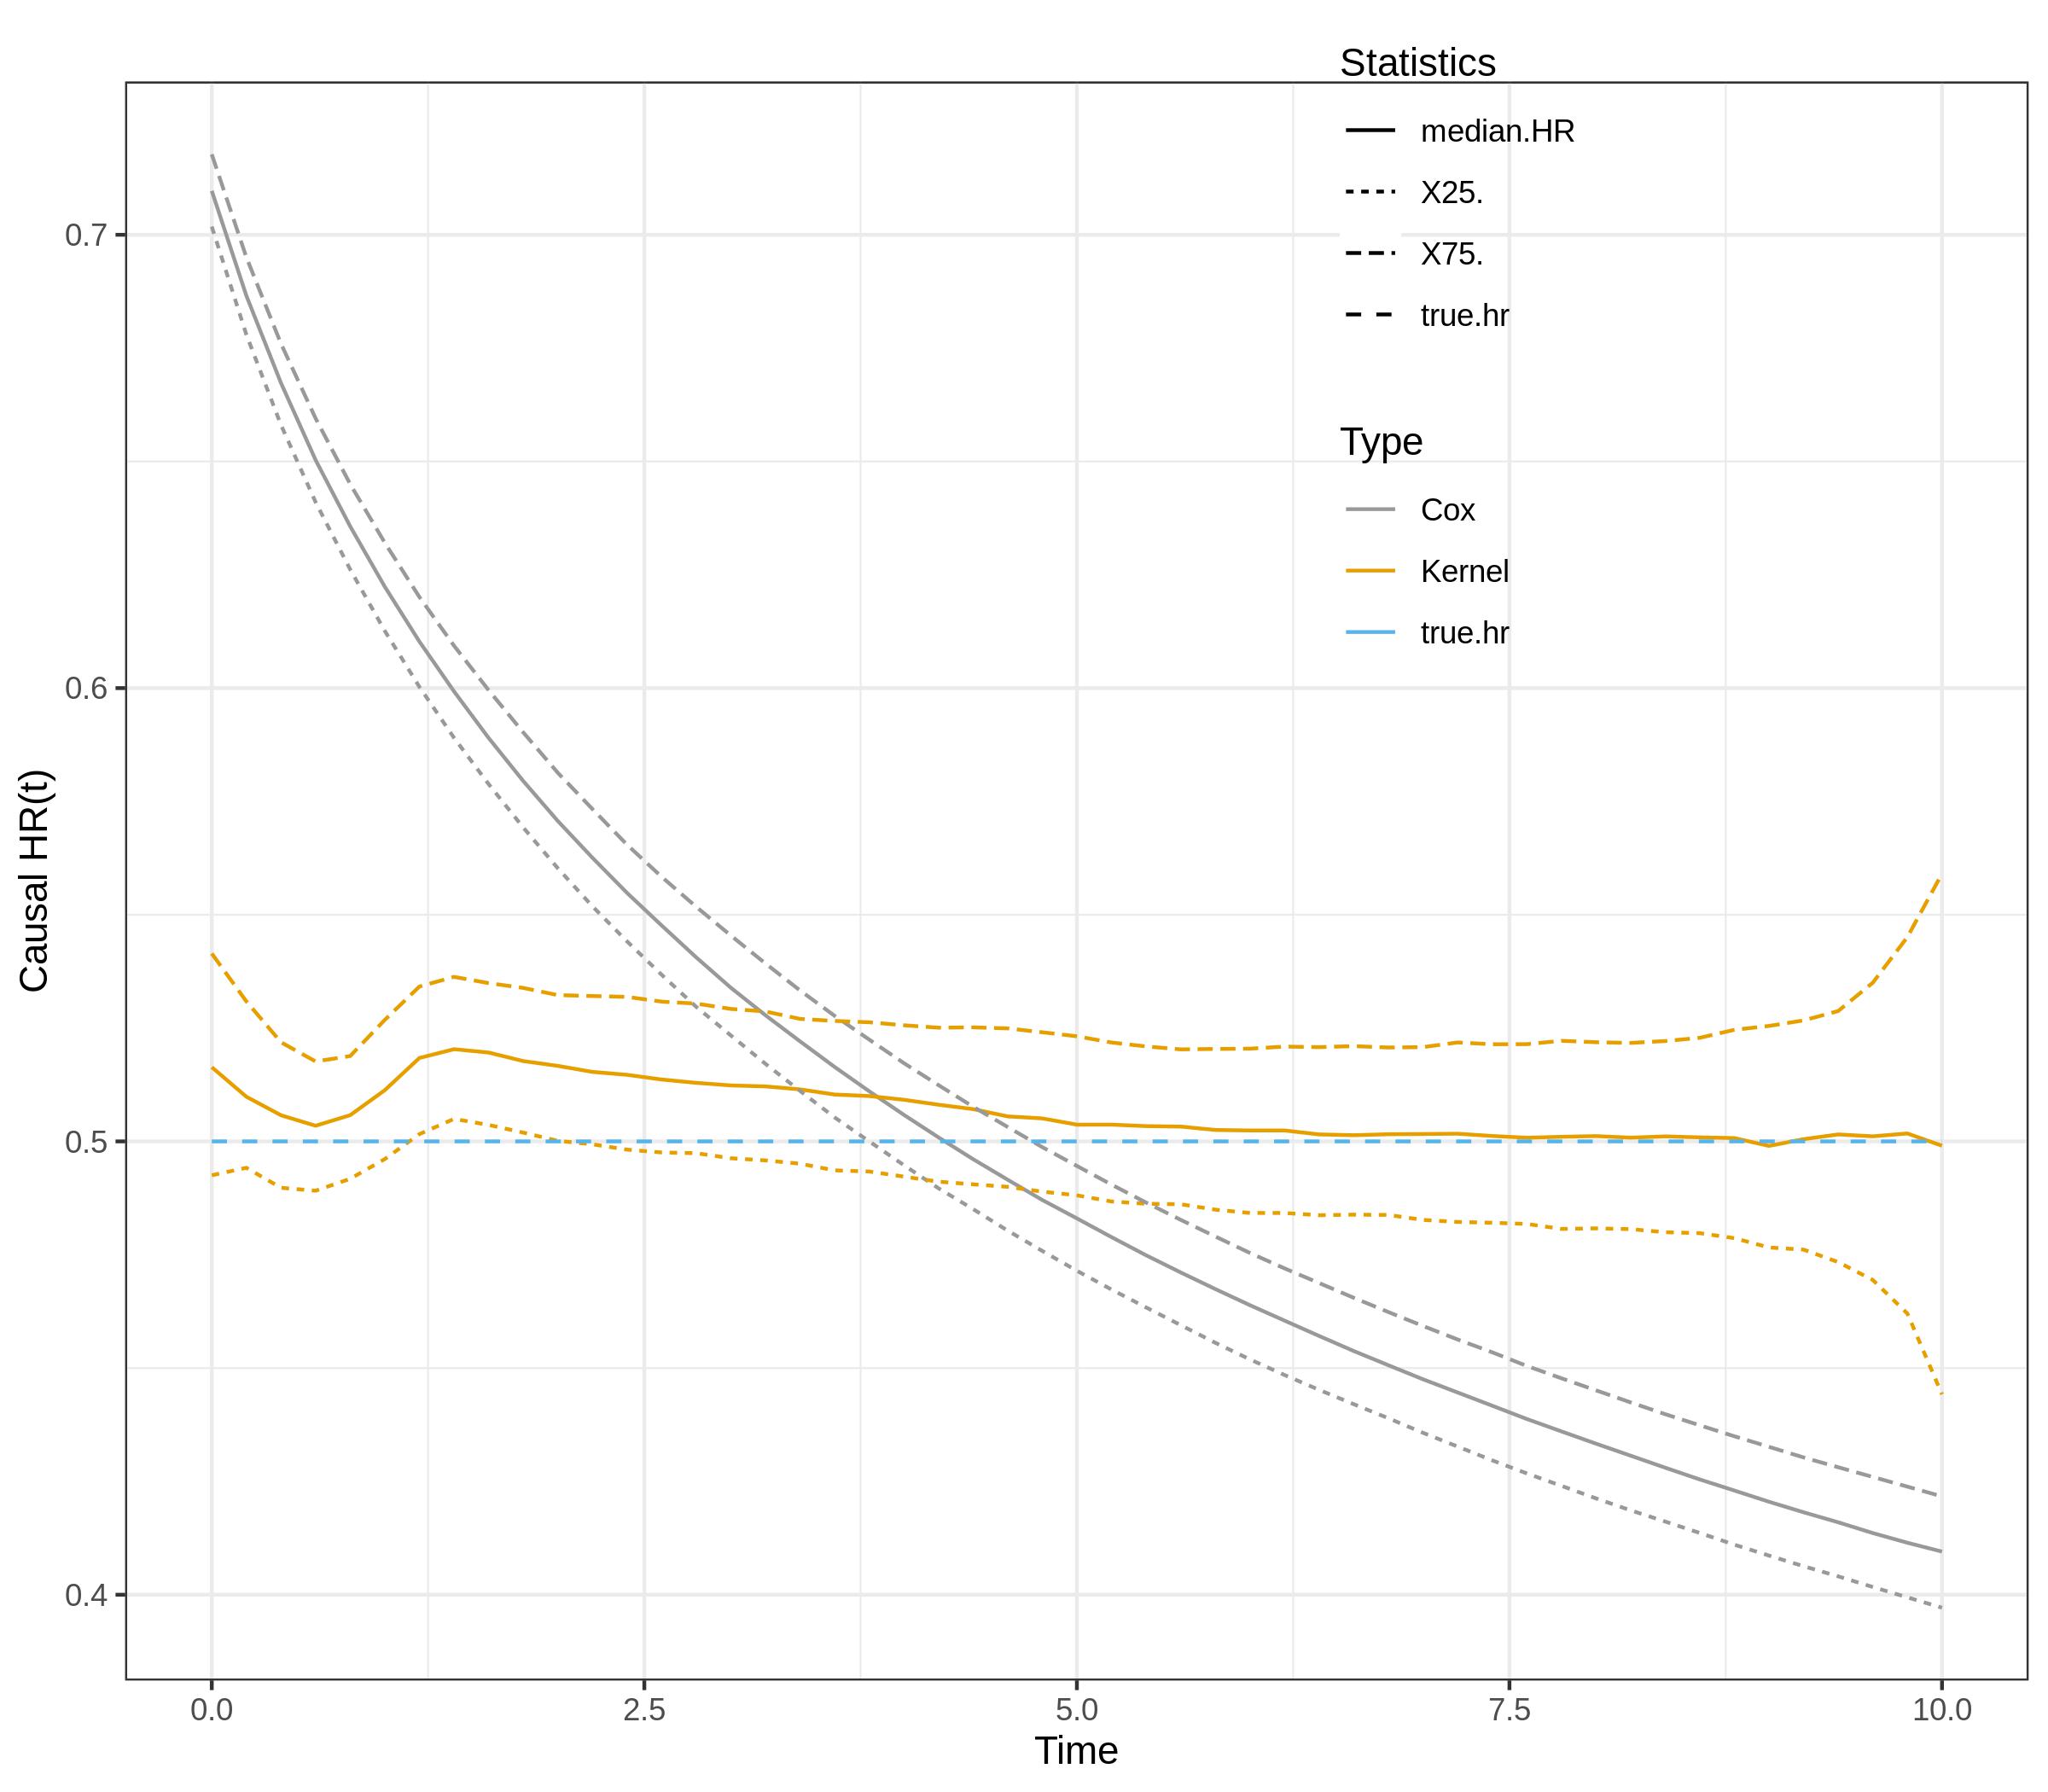 Statistics
median.HR
X25.
X75.
true.hr
Type
Cox
Kernel
true.hr
Causal HR(t)
0.7
0.6
0.5
0.4
0.0 2.5 5.0 7.5 10.0
Time